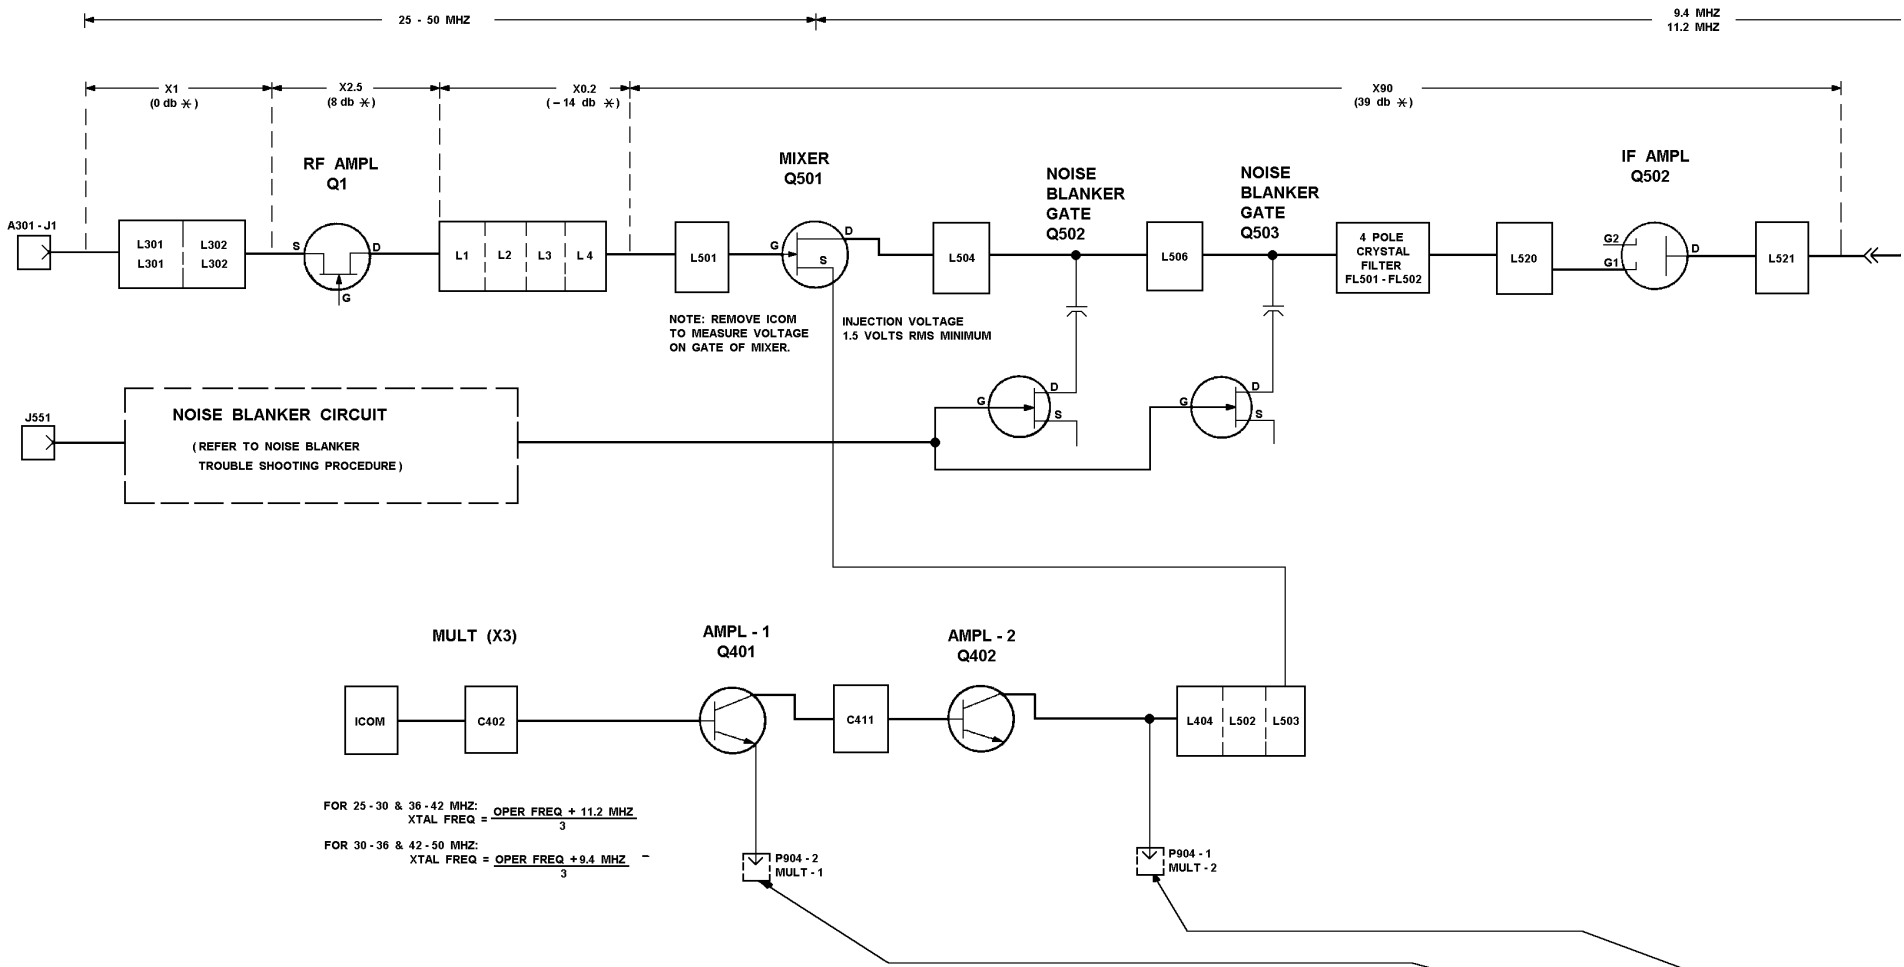 25 - 50 MHZ
9.4 MHZ
11.2 MHZ
X1
(0 db ✳)
X2.5
(8 db ✳)
X0.2
( – 14 db ✳)
X90
(39 db ✳)
RF AMPL
Q1
MIXER
Q501
NOISE
BLANKER
GATE
Q502
NOISE
BLANKER
GATE
Q503
IF AMPL
Q502
A301 - J1
L301
L301
L302
L302
S
D
G
L1
L2
L3
L 4
L501
G
D
S
L504
L506
4 POLE
CRYSTAL
FILTER
FL501 - FL502
L520
G2
G1
D
L521
NOTE: REMOVE ICOM
TO MEASURE VOLTAGE
ON GATE OF MIXER.
INJECTION VOLTAGE
1.5 VOLTS RMS MINIMUM
J551
NOISE BLANKER CIRCUIT
( REFER TO NOISE BLANKER
TROUBLE SHOOTING PROCEDURE )
G
D
S
G
D
S
MULT (X3)
AMPL - 1
Q401
AMPL - 2
Q402
ICOM
C402
C411
L404
L502
L503
FOR 25 - 30 & 36 - 42 MHZ:
XTAL FREQ = OPER FREQ + 11.2 MHZ
3
FOR 30 - 36 & 42 - 50 MHZ:
XTAL FREQ = OPER FREQ + 9.4 MHZ
3
P904 - 2
MULT - 1
P904 - 1
MULT - 2